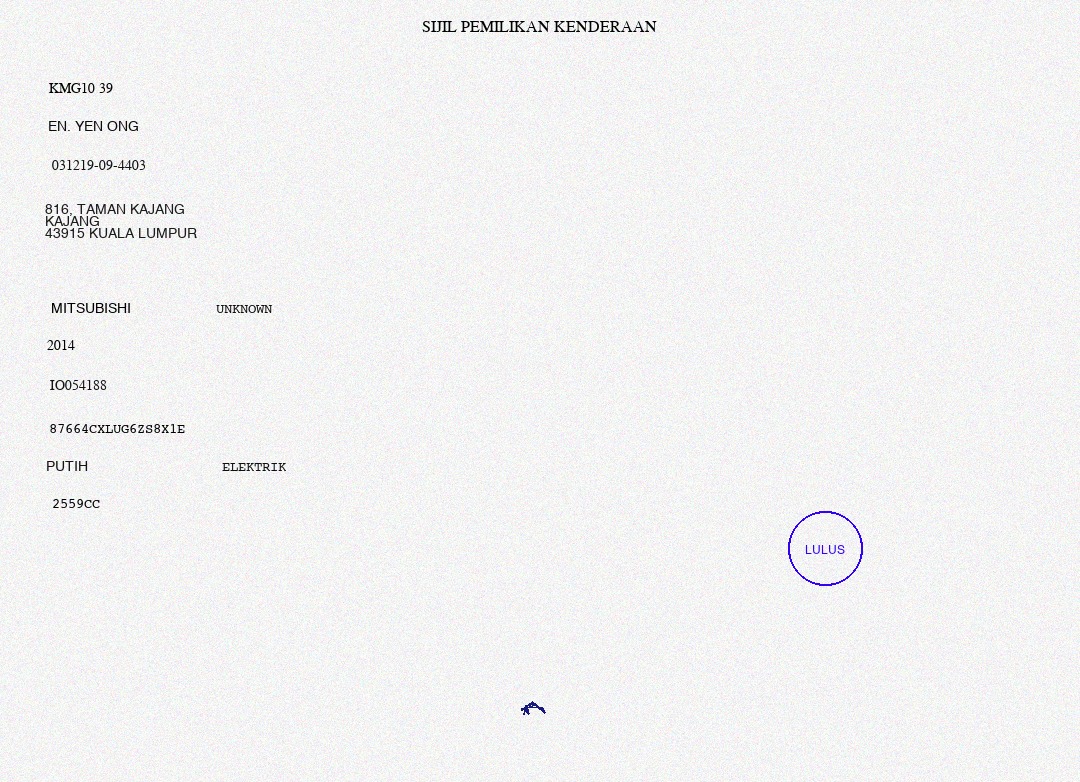 SIJIL PEMILIKAN KENDERAAN
KMG10 39
EN. YEN ONG
031219-09-4403
816, TAMAN KAJANG
KAJANG
43915 KUALA LUMPUR
MITSUBISHI UNKNOWN
2014
IO054188
87664CXLUG6ZS8X1E
PUTIH ELEKTRIK
2559CC
LULUS